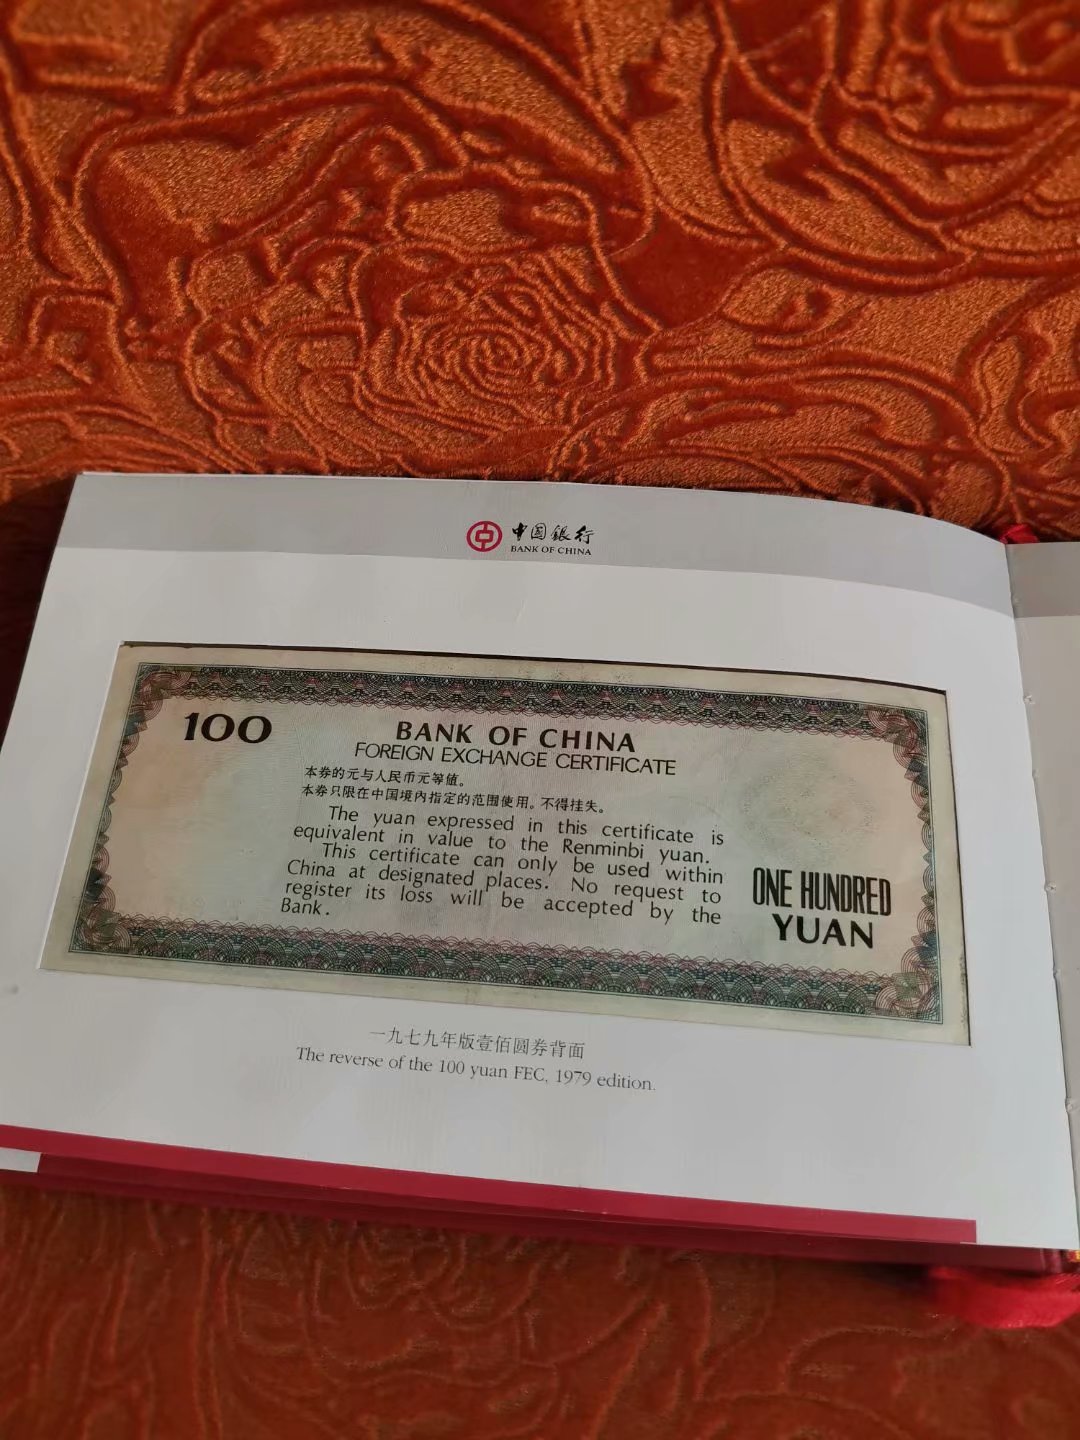 中国银行
BANK OF CHINA
100
BANK OF CHINA
FOREIGN EXCHANGE CERTIFICATE
本券的元与人民币元等值。
本券只限在中国境内指定的范围使用。不得挂失。
The yuan expressed in this certificate is
equivalent in value to the Renminbi yuan.
This certificate can only be used within
China at designated places. No request to
register its loss will be accepted by the
Bank.
ONE HUNDRED
YUAN
一九七九年版壹佰圆券背面
The reverse of the 100 yuan FEC, 1979 edition.